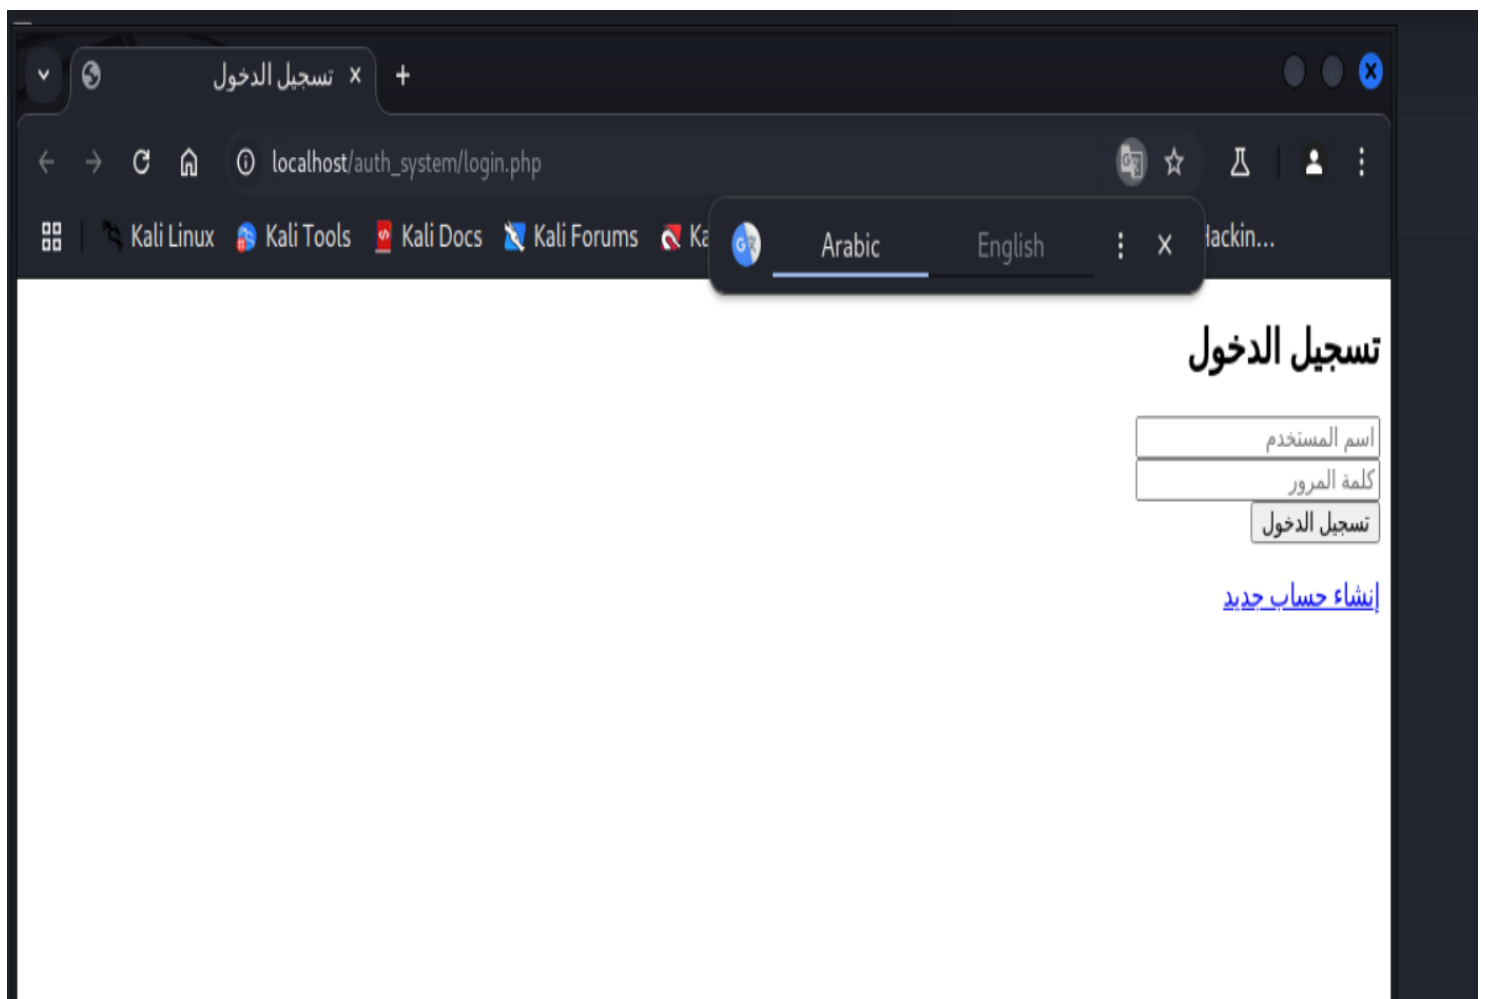 تسجيل الدخول
localhost/auth_system/login.php
Kali Linux Kali Tools Kali Docs Kali Forums
Arabic English
تسجيل الدخول
اسم المستخدم
كلمة المرور
تسجيل الدخول
إنشاء حساب جديد